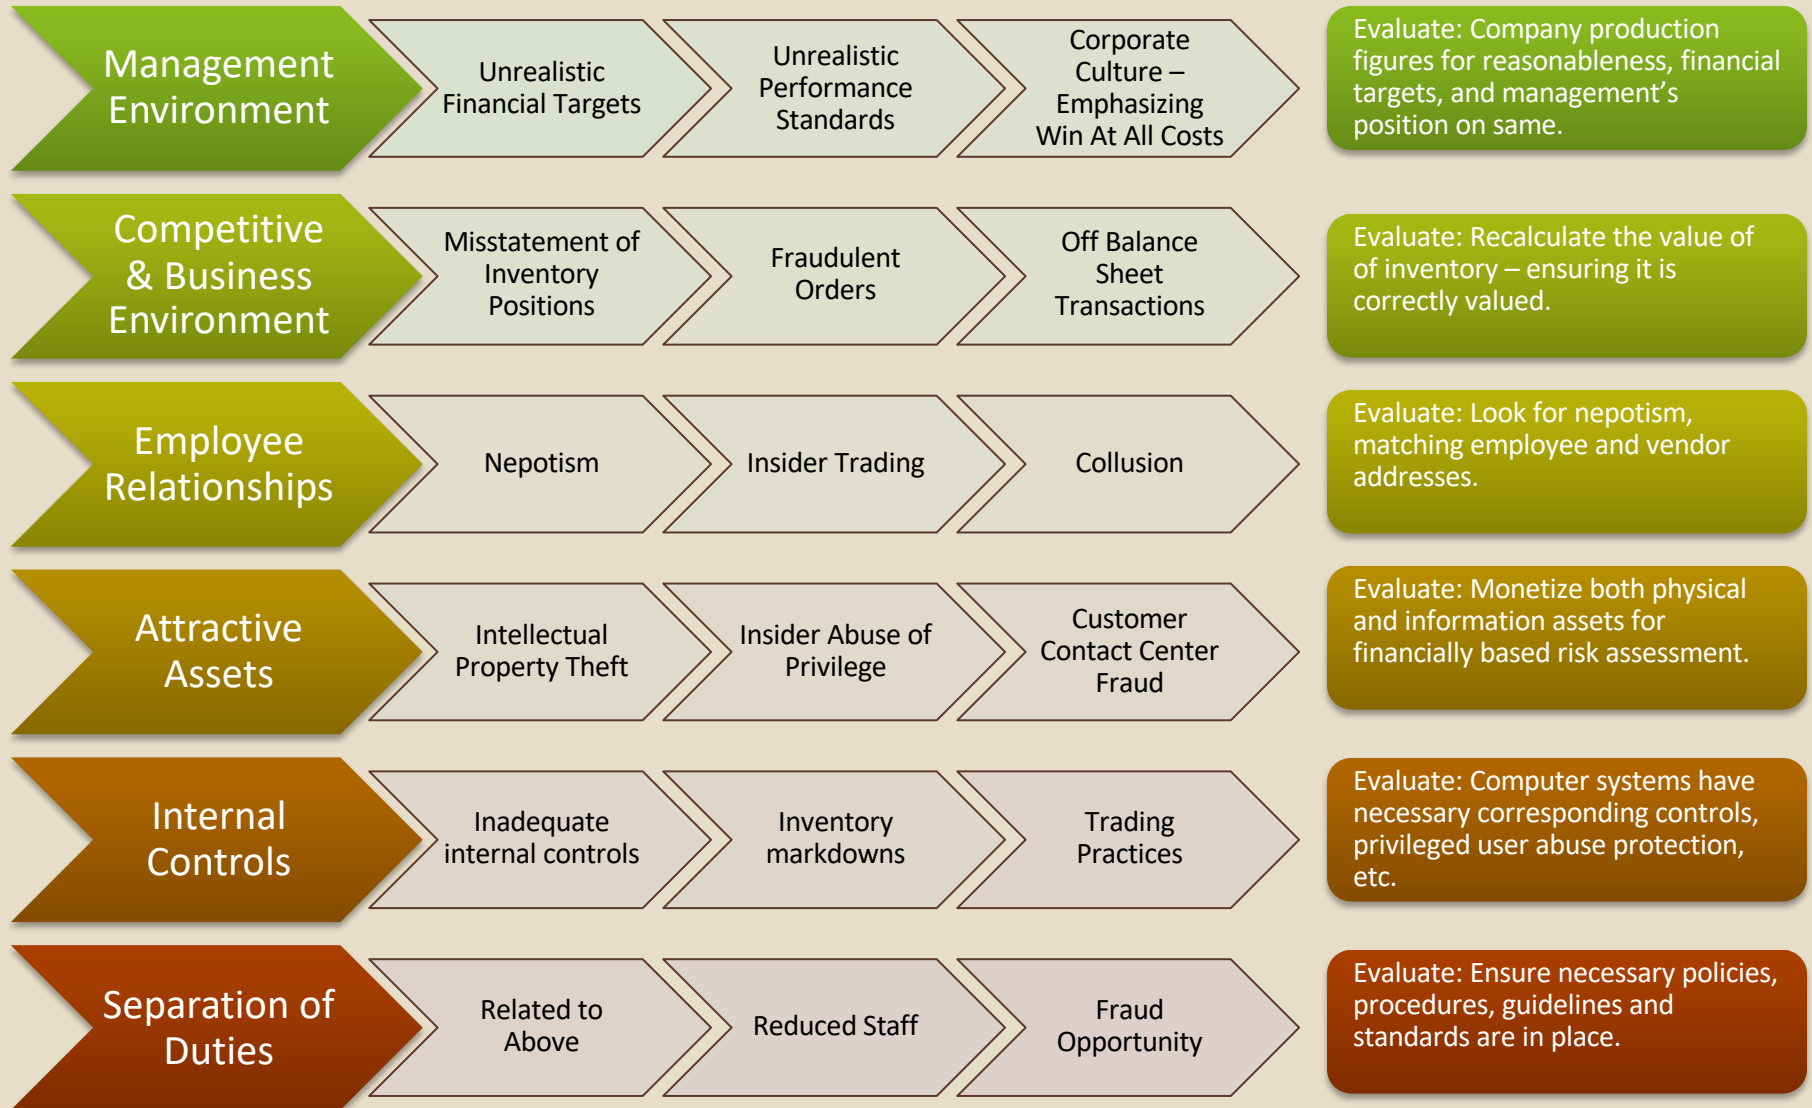 Management
Environment
Unrealistic
Financial Targets
Unrealistic
Performance
Standards
Corporate
Culture –
Emphasizing
Win At All Costs
Evaluate: Company production
figures for reasonableness, financial
targets, and management’s
position on same.
Competitive
& Business
Environment
Misstatement of
Inventory
Positions
Fraudulent
Orders
Off Balance
Sheet
Transactions
Evaluate: Recalculate the value of
of inventory – ensuring it is
correctly valued.
Employee
Relationships
Nepotism
Insider Trading
Collusion
Evaluate: Look for nepotism,
matching employee and vendor
addresses.
Attractive
Assets
Intellectual
Property Theft
Insider Abuse of
Privilege
Customer
Contact Center
Fraud
Evaluate: Monetize both physical
and information assets for
financially based risk assessment.
Internal
Controls
Inadequate
internal controls
Inventory
markdowns
Trading
Practices
Evaluate: Computer systems have
necessary corresponding controls,
privileged user abuse protection,
etc.
Separation of
Duties
Related to
Above
Reduced Staff
Fraud
Opportunity
Evaluate: Ensure necessary policies,
procedures, guidelines and
standards are in place.